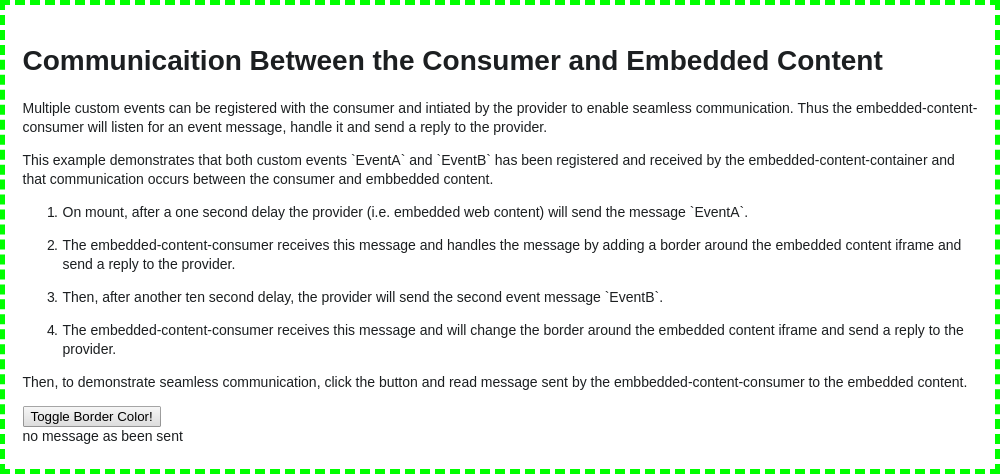 Communicaition Between the Consumer and Embedded Content
Multiple custom events can be registered with the consumer and intiated by the provider to enable seamless communication. Thus the embedded-content-
consumer will listen for an event message, handle it and send a reply to the provider.
This example demonstrates that both custom events `EventA` and `EventB` has been registered and received by the embedded-content-container and
that communication occurs between the consumer and embbedded content.
1. On mount, after a one second delay the provider (i.e. embedded web content) will send the message `EventA`.
2. The embedded-content-consumer receives this message and handles the message by adding a border around the embedded content iframe and
send a reply to the provider.
3. Then, after another ten second delay, the provider will send the second event message `EventB`.
4. The embedded-content-consumer receives this message and will change the border around the embedded content iframe and send a reply to the
provider.
Then, to demonstrate seamless communication, click the button and read message sent by the embbedded-content-consumer to the embedded content.
Toggle Border Color!
no message as been sent